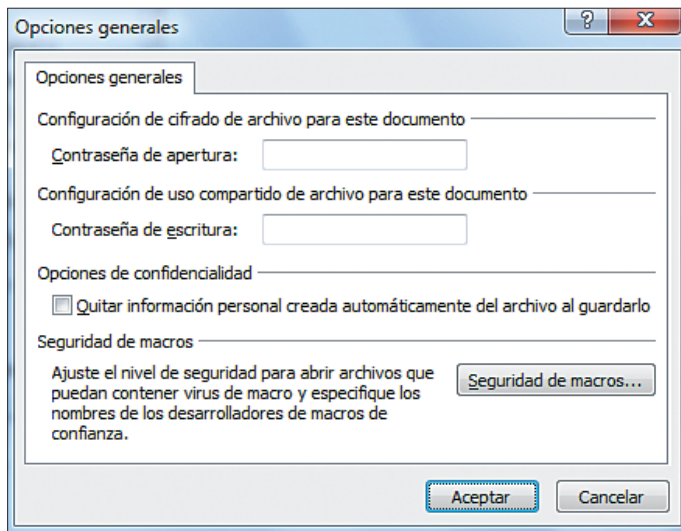 Opciones generales
Opciones generales
Configuración de cifrado de archivo para este documento
Contraseña de apertura:
Configuración de uso compartido de archivo para este documento
Contraseña de escritura:
Opciones de confidencialidad
Quitar información personal creada automáticamente del archivo al guardarlo
Seguridad de macros
Ajuste el nivel de seguridad para abrir archivos que
puedan contener virus de macro y especifique los
nombres de los desarrolladores de macros de
confianza.
Seguridad de macros...
Aceptar
Cancelar